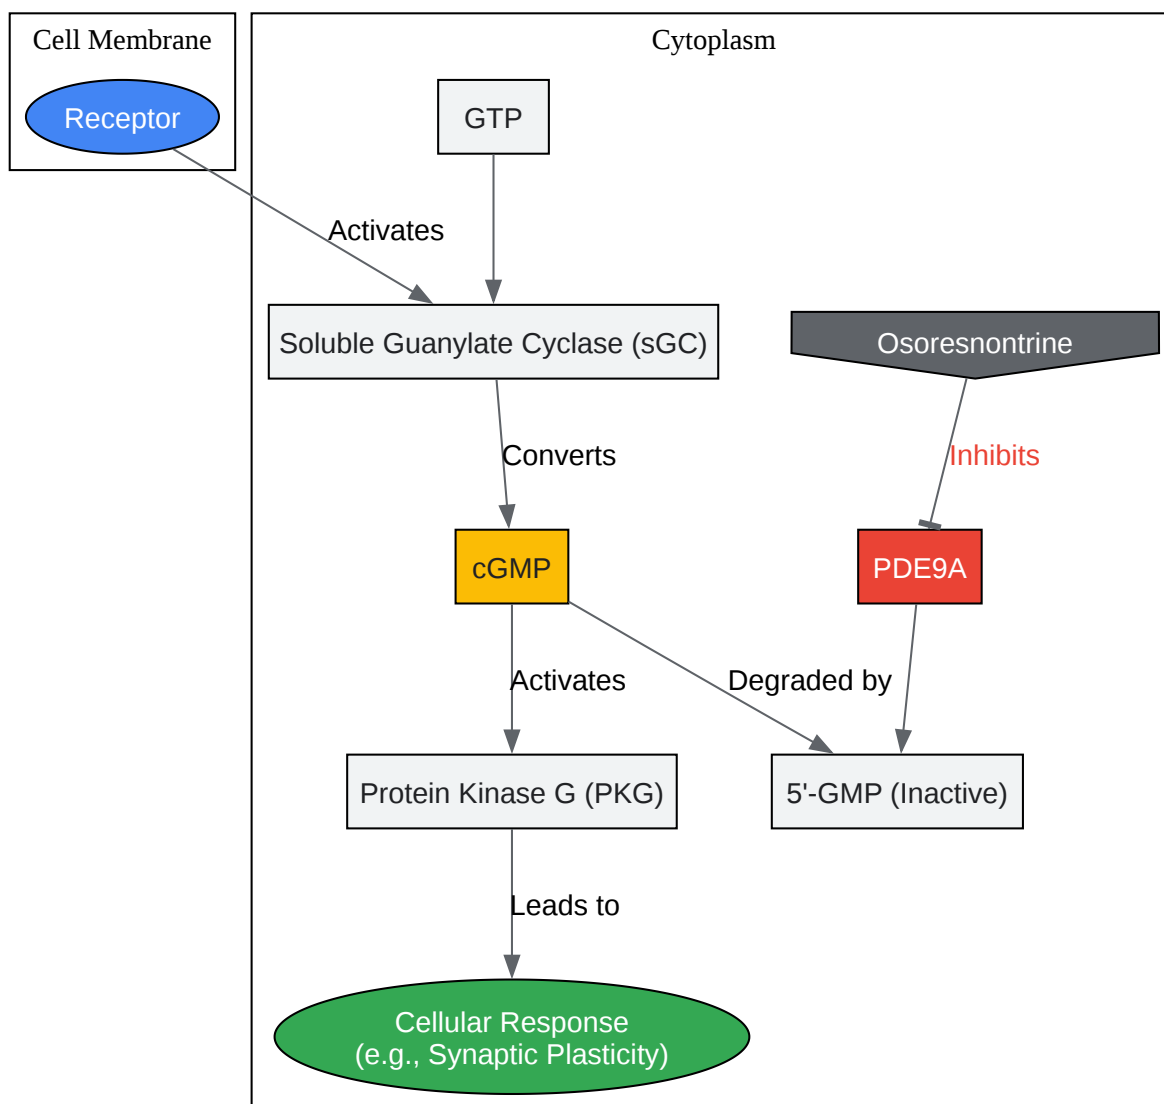 Cell Membrane
Cytoplasm
Receptor
GTP
Activates
Soluble Guanylate Cyclase (sGC)
Osoresnontrine
Converts
Inhibits
cGMP
PDE9A
Activates
Degraded by
Protein Kinase G (PKG)
5'-GMP (Inactive)
Leads to
Cellular Response
(e.g., Synaptic Plasticity)